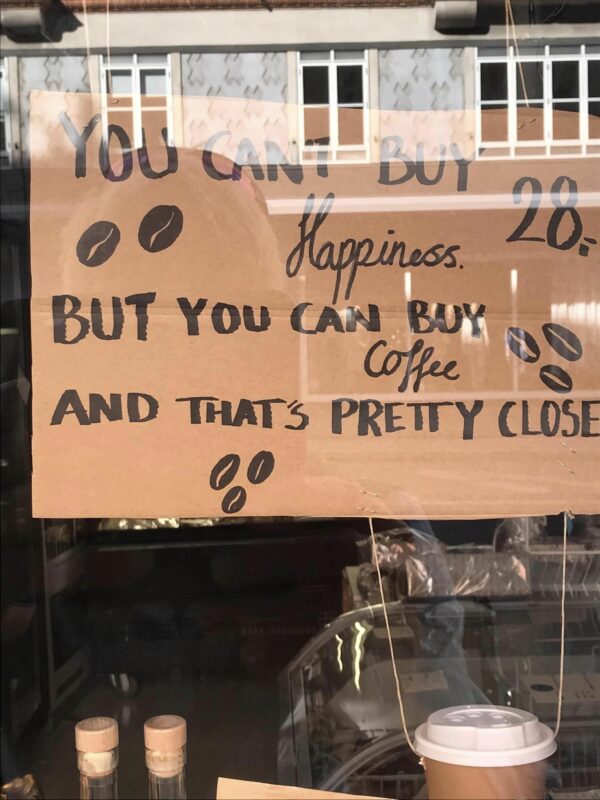 YOU CAN'T BUY
Happiness. 28,-
BUT YOU CAN BUY
Coffee
AND THAT'S PRETTY CLOSE